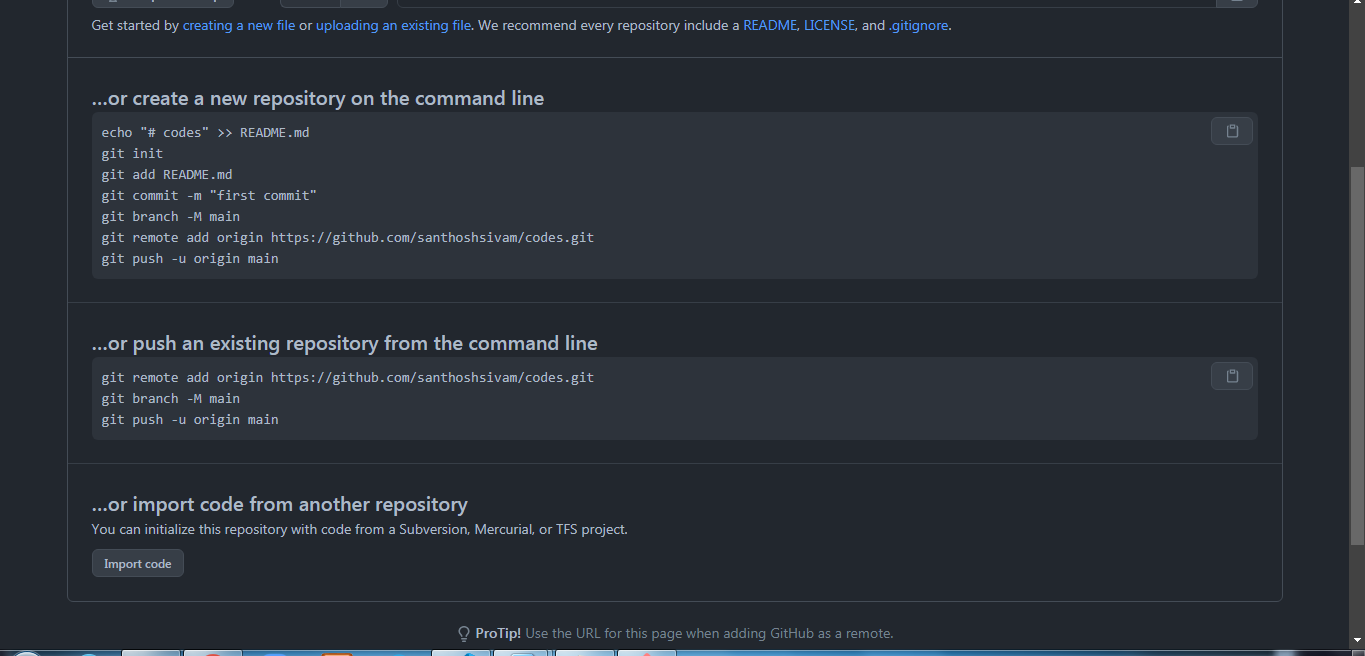 Get started by creating a new file or uploading an existing file. We recommend every repository include a README, LICENSE, and .gitignore.
...or create a new repository on the command line
echo "# codes" >> README.md
git init
git add README.md
git commit -m "first commit"
git branch -M main
git remote add origin https://github.com/santhoshsivam/codes.git
git push -u origin main
...or push an existing repository from the command line
git remote add origin https://github.com/santhoshsivam/codes.git
git branch -M main
git push -u origin main
...or import code from another repository
You can initialize this repository with code from a Subversion, Mercurial, or TFS project.
Import code
ProTip! Use the URL for this page when adding GitHub as a remote.